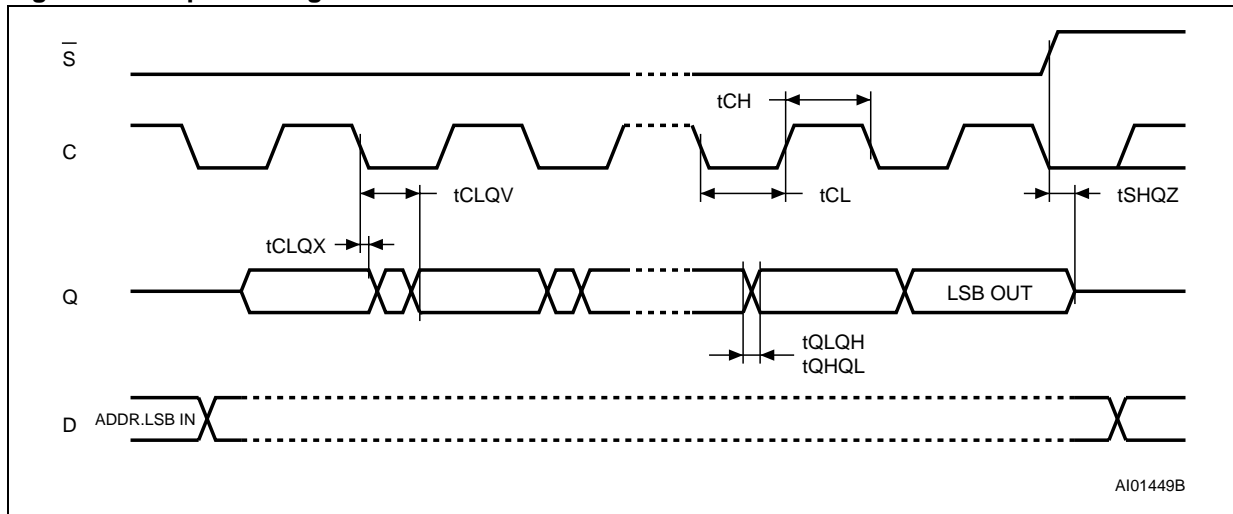 S
tCH
C
tCLQV
tCL
tSHQZ
tCLQX
Q
LSB OUT
tQLQH
tQHQL
D
ADDR.LSB IN
AI01449B